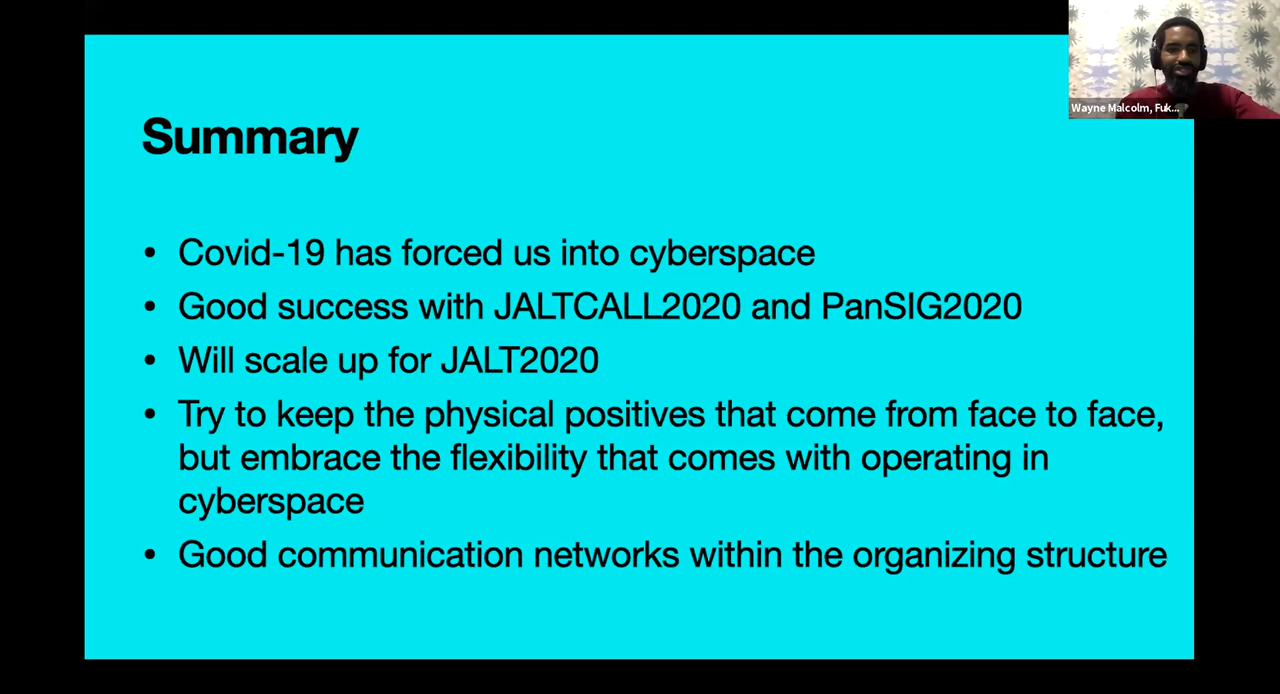 Wayne Malcolm, Fuk...
Summary
• Covid-19 has forced us into cyberspace
• Good success with JALTCALL2020 and PanSIG2020
• Will scale up for JALT2020
• Try to keep the physical positives that come from face to face,
but embrace the flexibility that comes with operating in
cyberspace
• Good communication networks within the organizing structure